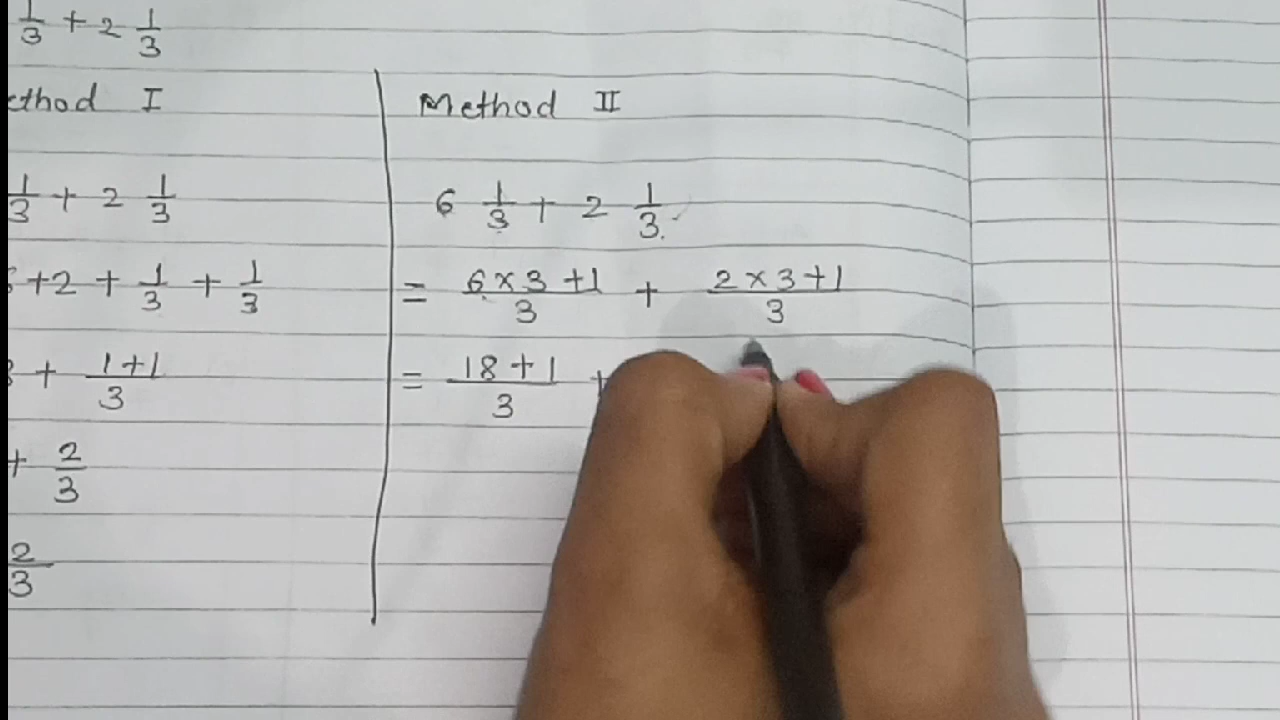 1/3 + 2 1/3
ethod I
1/3 + 2 1/3
+2 + 1/3 + 1/3
+ (1+1)/3
+ 2/3
2/3
Method II
6 1/3 + 2 1/3
= (6×3+1)/3 + (2×3+1)/3
= (18+1)/3 +